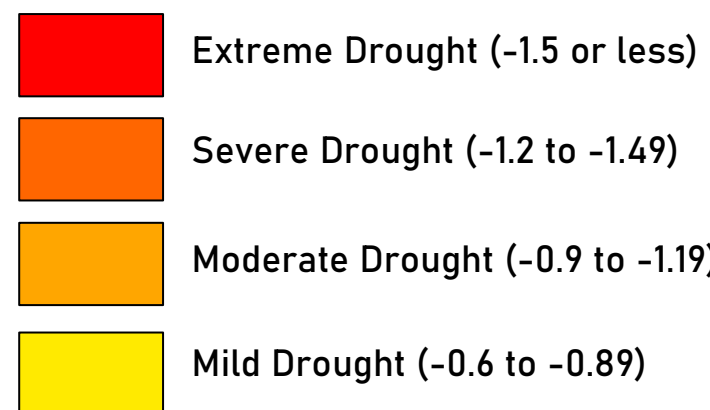 Extreme Drought (-1.5 or less)
Severe Drought (-1.2 to -1.49)
Moderate Drought (-0.9 to -1.19)
Mild Drought (-0.6 to -0.89)